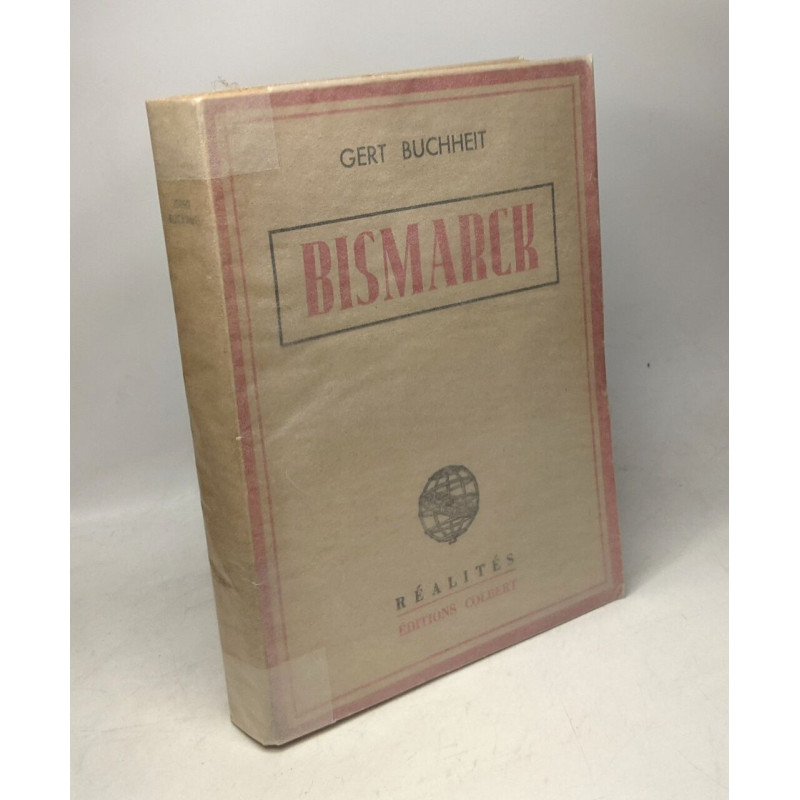 GERT BUCHHEIT
BISMARCK
RÉALITÉS
ÉDITIONS COLBERT